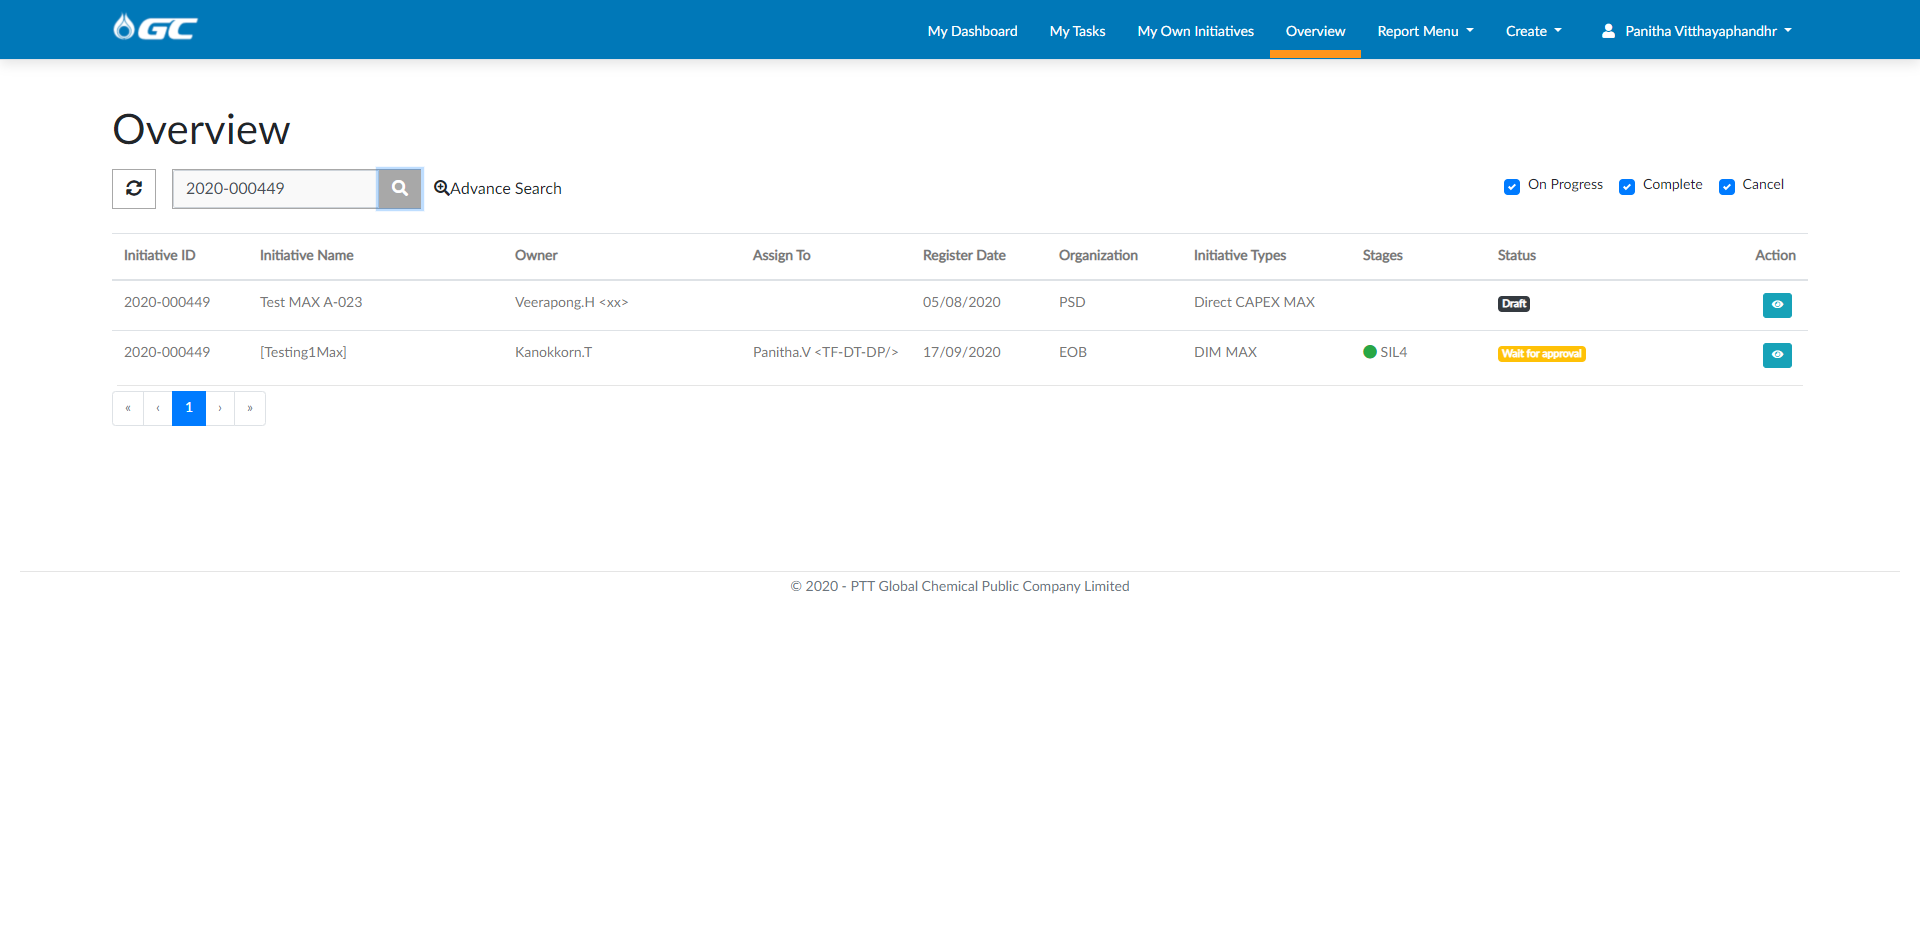 GC My Dashboard My Tasks My Own Initiatives Overview Report Menu Create Panitha Vitthayaphandhr
Overview
2020-000449 Advance Search On Progress Complete Cancel
Initiative ID Initiative Name Owner Assign To Register Date Organization Initiative Types Stages Status Action
2020-000449 Test MAX A-023 Veerapong.H <xx> 05/08/2020 PSD Direct CAPEX MAX Draft
2020-000449 [Testing1Max] Kanokkorn.T Panitha.V <TF-DT-DP/> 17/09/2020 EOB DIM MAX SIL4 Wait for approval
« ‹ 1 › »
© 2020 - PTT Global Chemical Public Company Limited